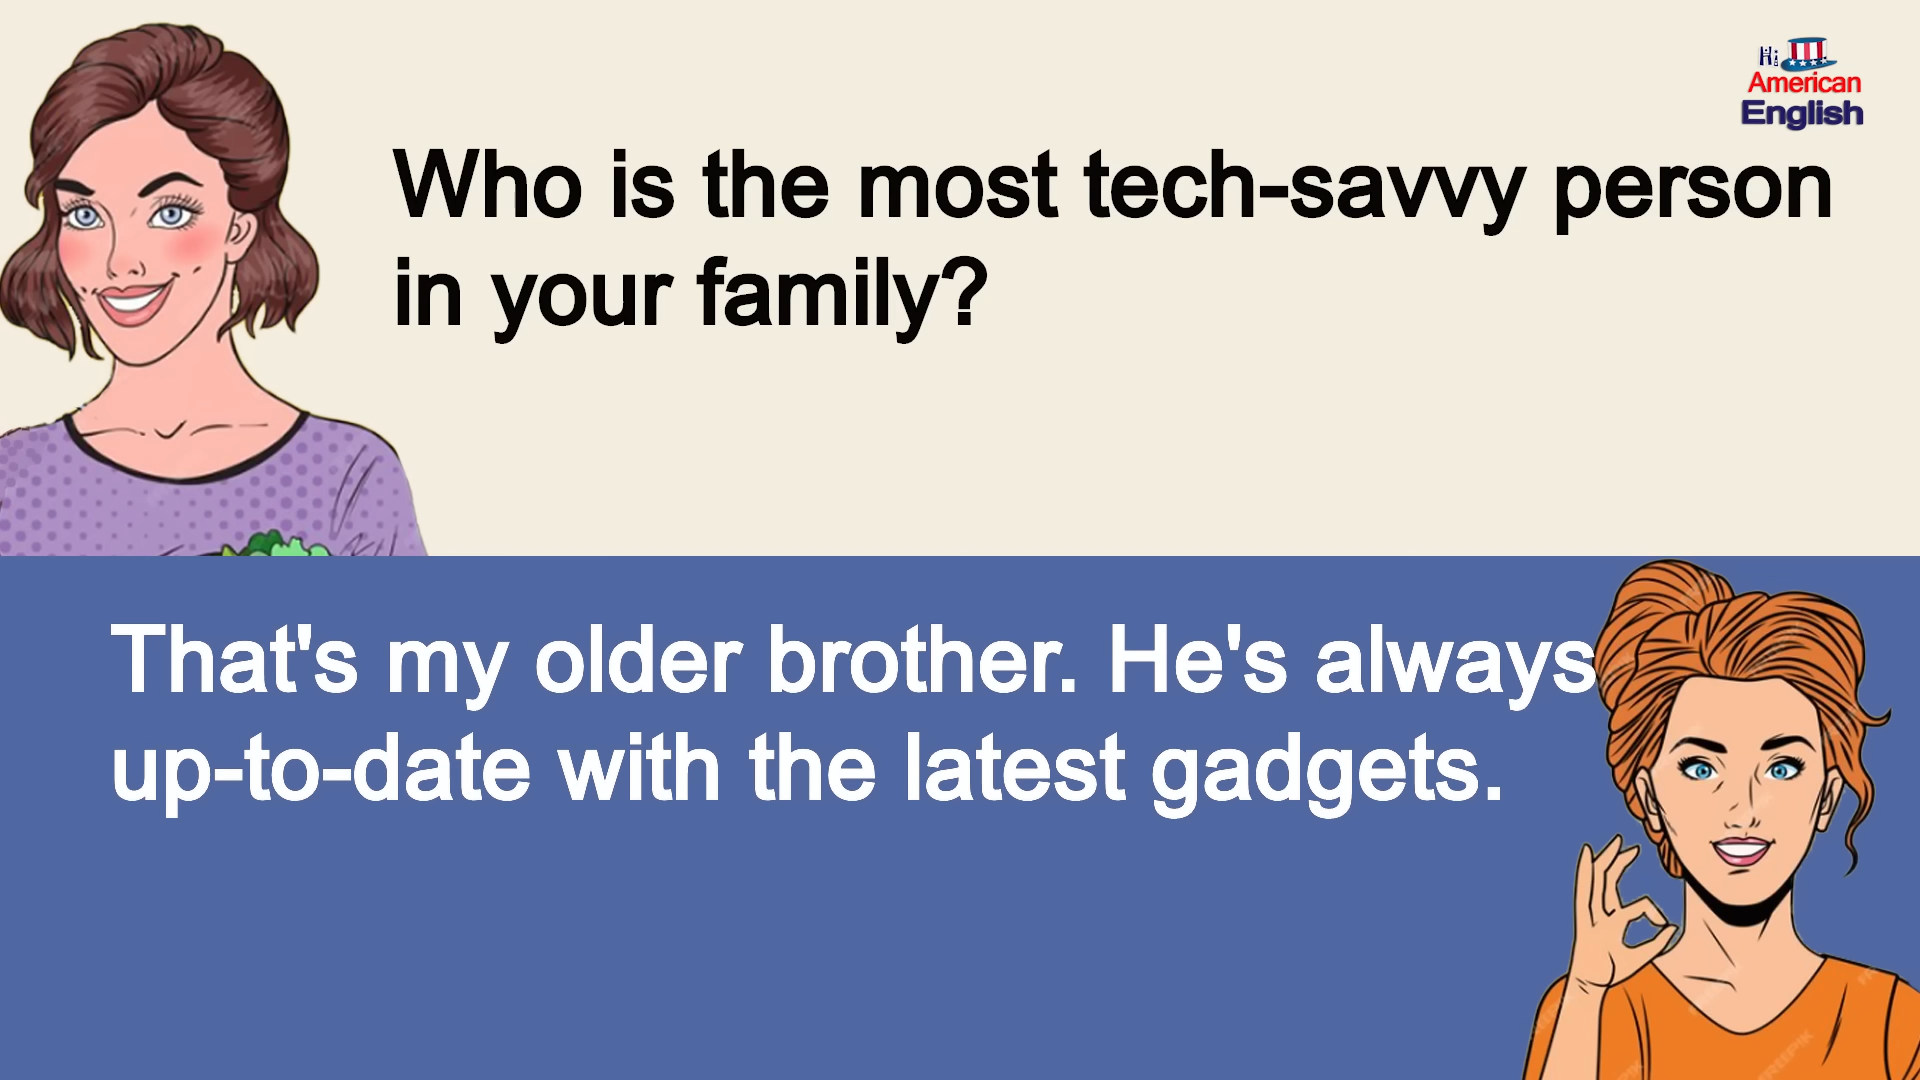 Hi
American
English
Who is the most tech-savvy person
in your family?
That's my older brother. He's always
up-to-date with the latest gadgets.